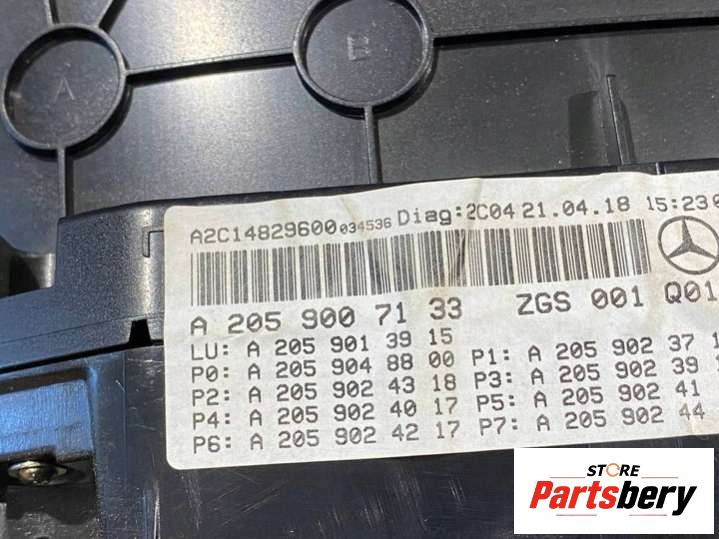 A
B
A2C14829600 034536 Diag:2C04 21.04.18 15:23
A 205 900 71 33 ZGS 001 Q01
LU: A 205 901 39 15
P0: A 205 904 88 00 P1: A 205 902 37 1
P2: A 205 902 43 18 P3: A 205 902 39
P4: A 205 902 40 17 P5: A 205 902 41
P6: A 205 902 42 17 P7: A 205 902 44
STORE
Partsbery